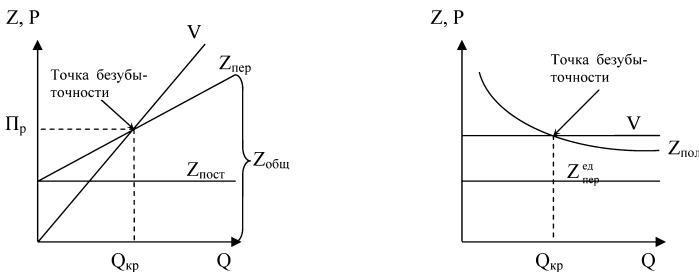 Z, P
V
Точка безубы-
точности
Zпер
Пр
Zобщ
Zпост
Qкр
Q
Z, P
Точка безубы-
точности
V
Zпол
Z ед пер
Qкр
Q